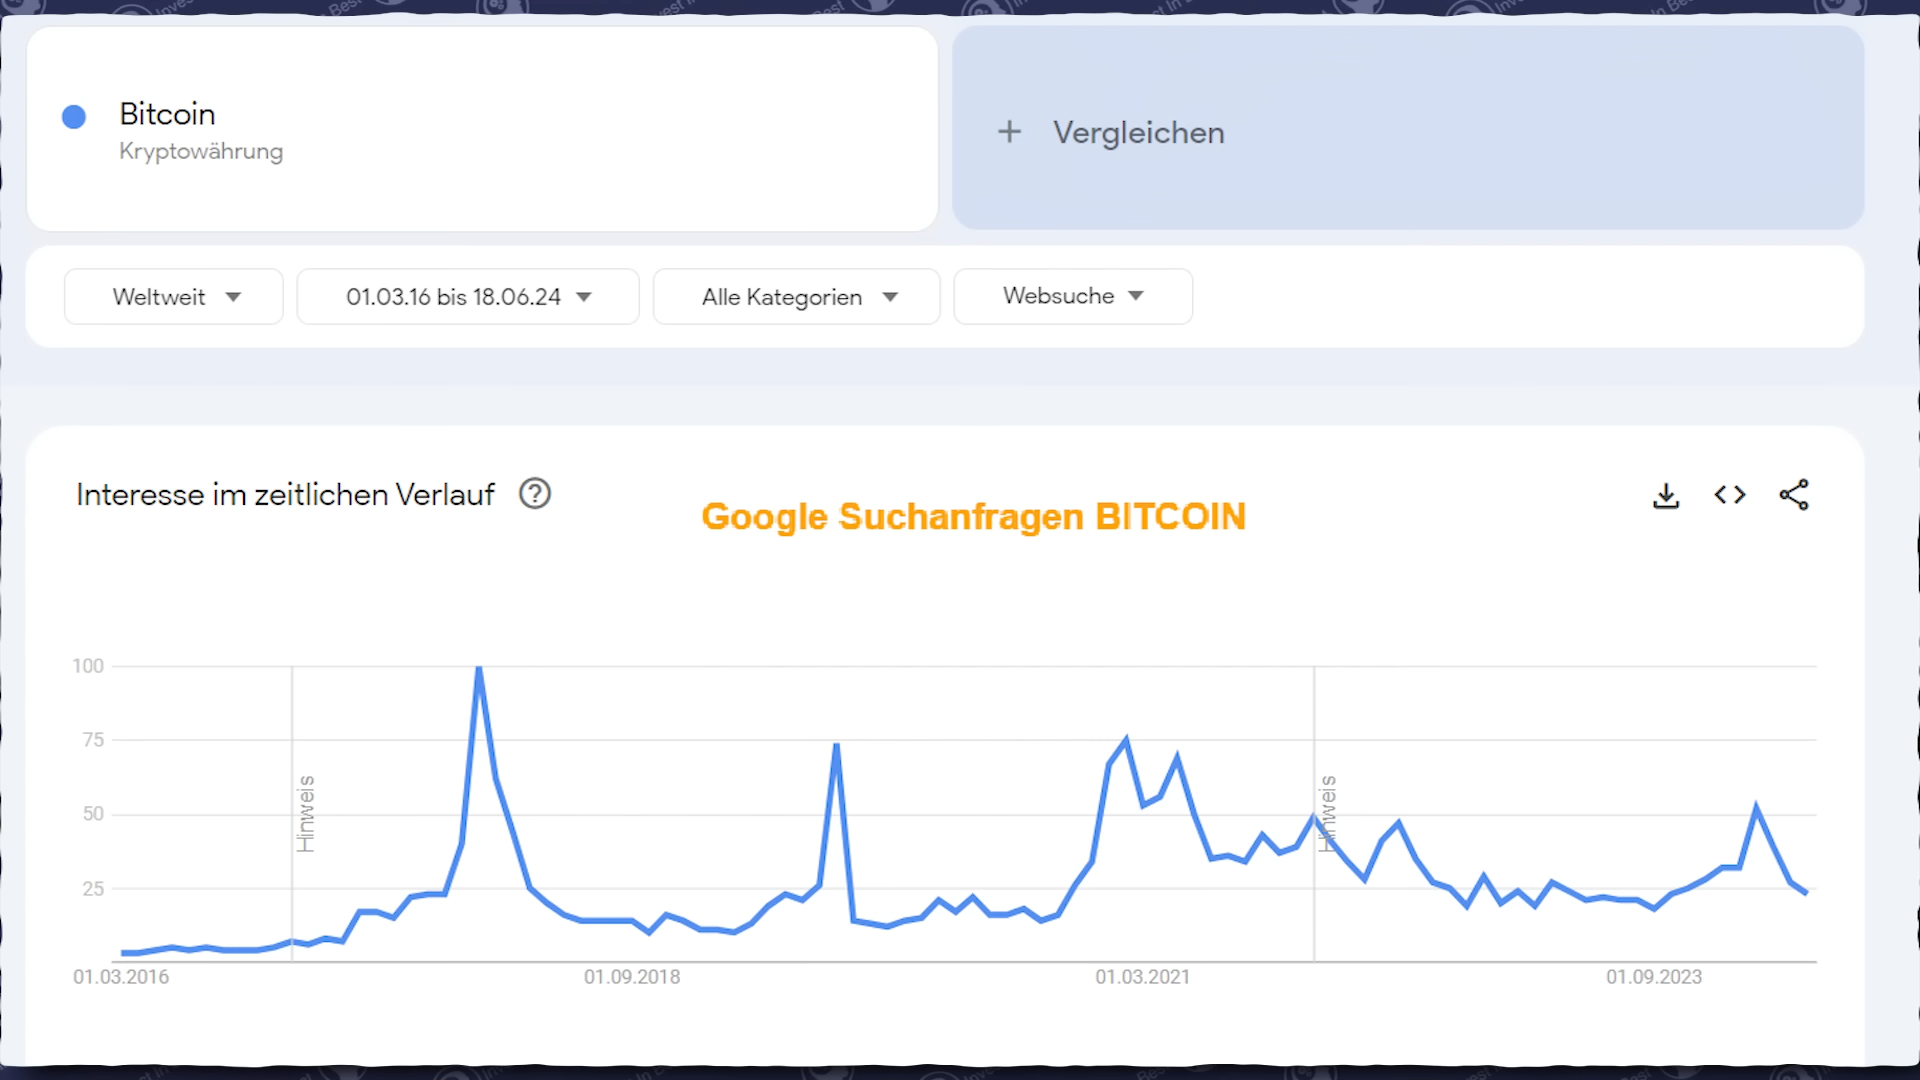 Bitcoin
Kryptowährung
+ Vergleichen
Weltweit
01.03.16 bis 18.06.24
Alle Kategorien
Websuche
Interesse im zeitlichen Verlauf
Google Suchanfragen BITCOIN
100
75
50
25
Hinweis
Hinweis
01.03.2016
01.09.2018
01.03.2021
01.09.2023